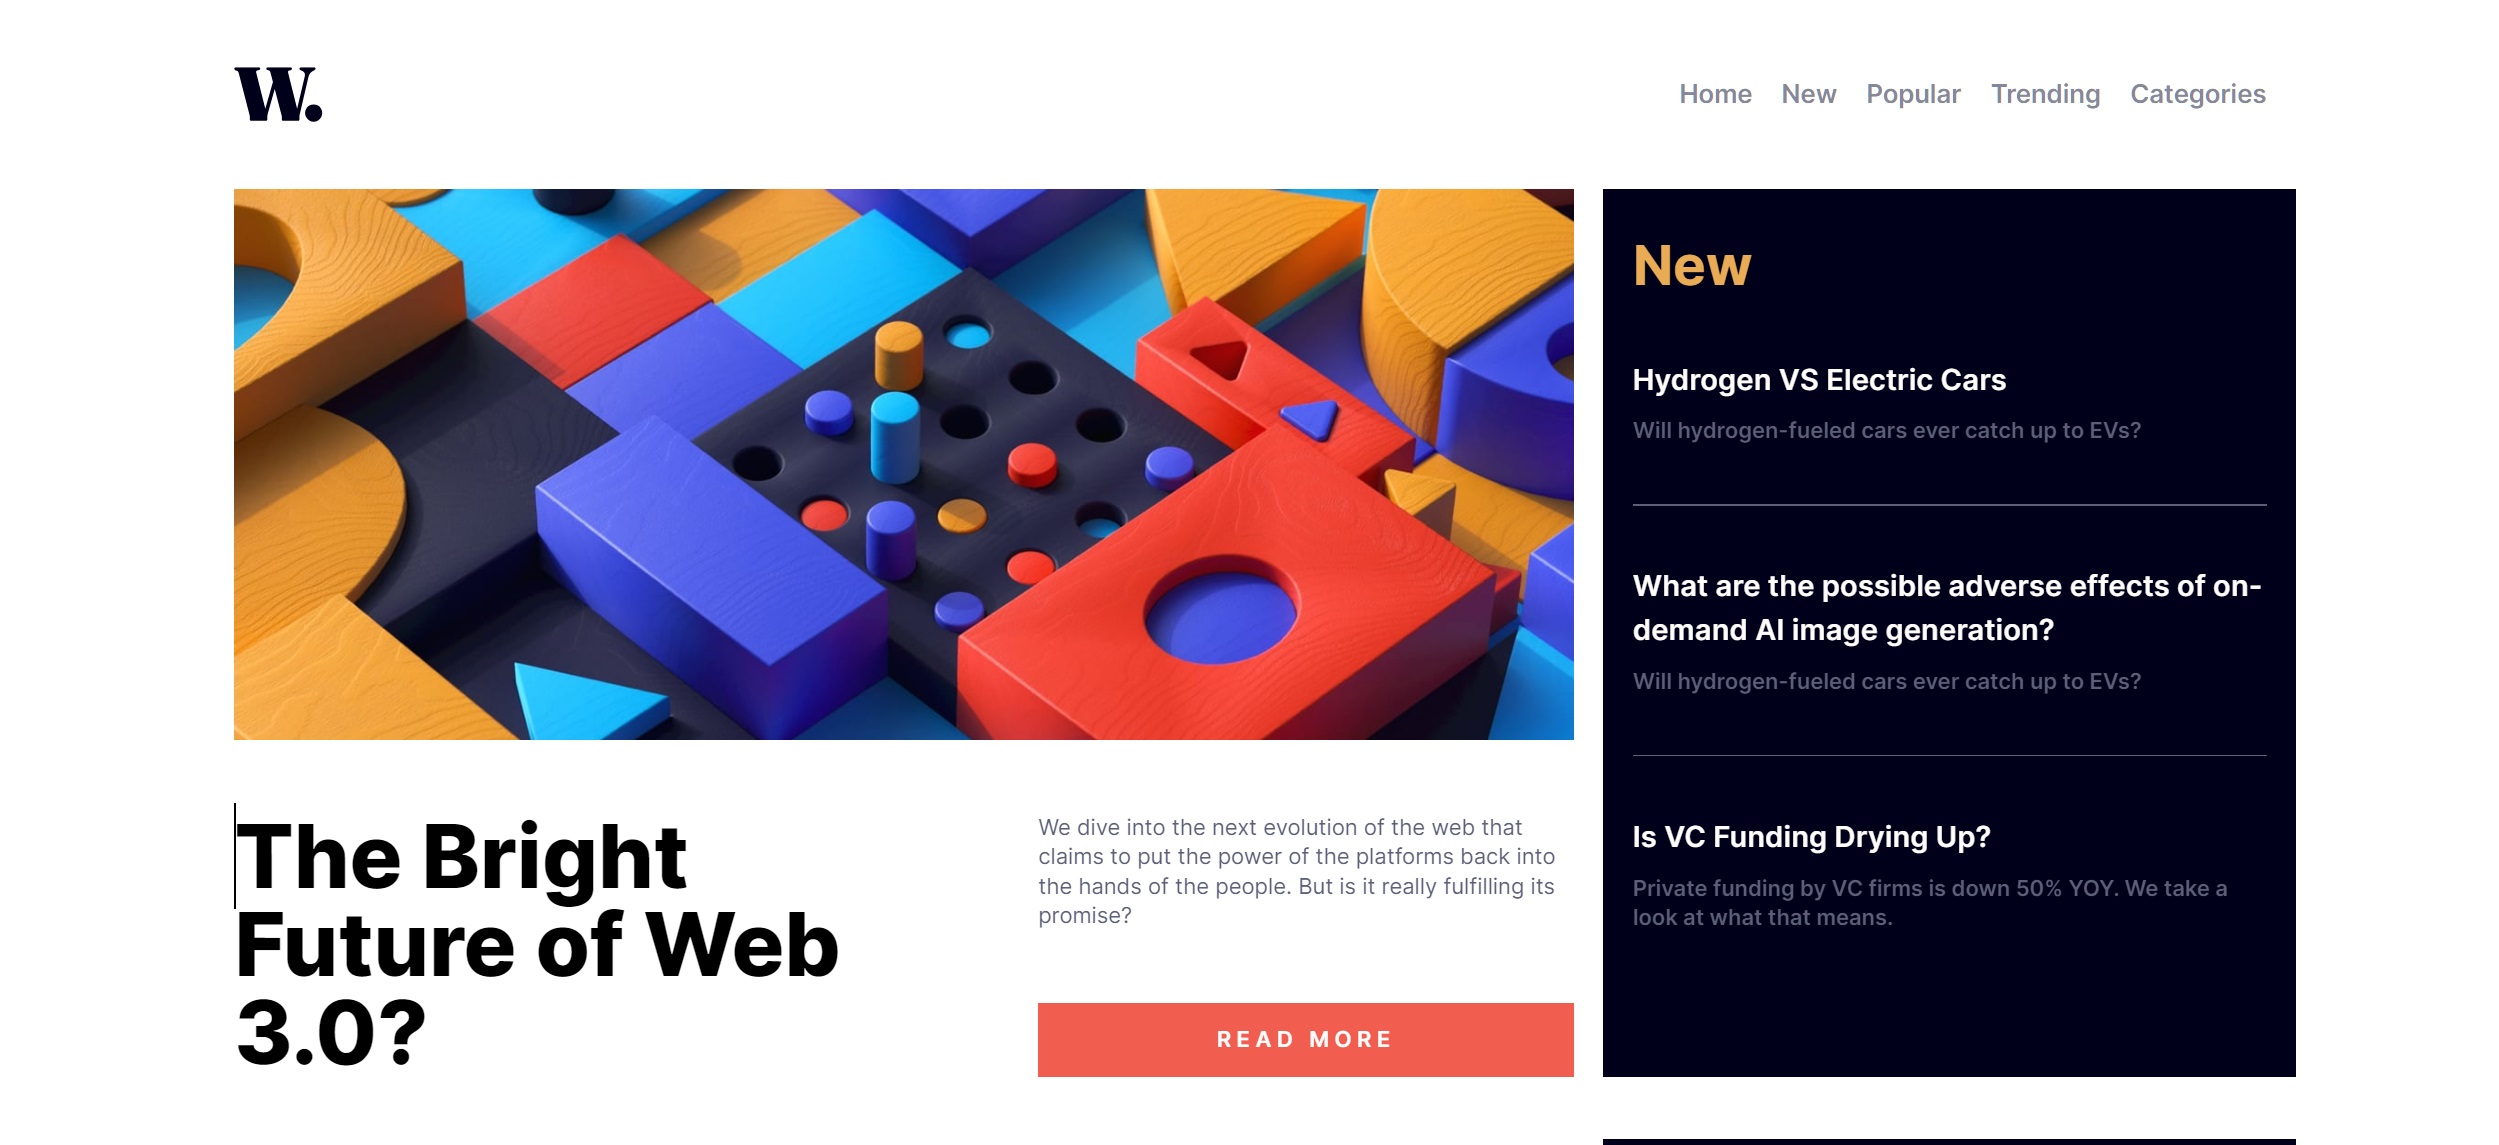 W.
Home New Popular Trending Categories
The Bright
Future of Web
3.0?
We dive into the next evolution of the web that
claims to put the power of the platforms back into
the hands of the people. But is it really fulfilling its
promise?
READ MORE
New
Hydrogen VS Electric Cars
Will hydrogen-fueled cars ever catch up to EVs?
What are the possible adverse effects of on-
demand AI image generation?
Will hydrogen-fueled cars ever catch up to EVs?
Is VC Funding Drying Up?
Private funding by VC firms is down 50% YOY. We take a
look at what that means.